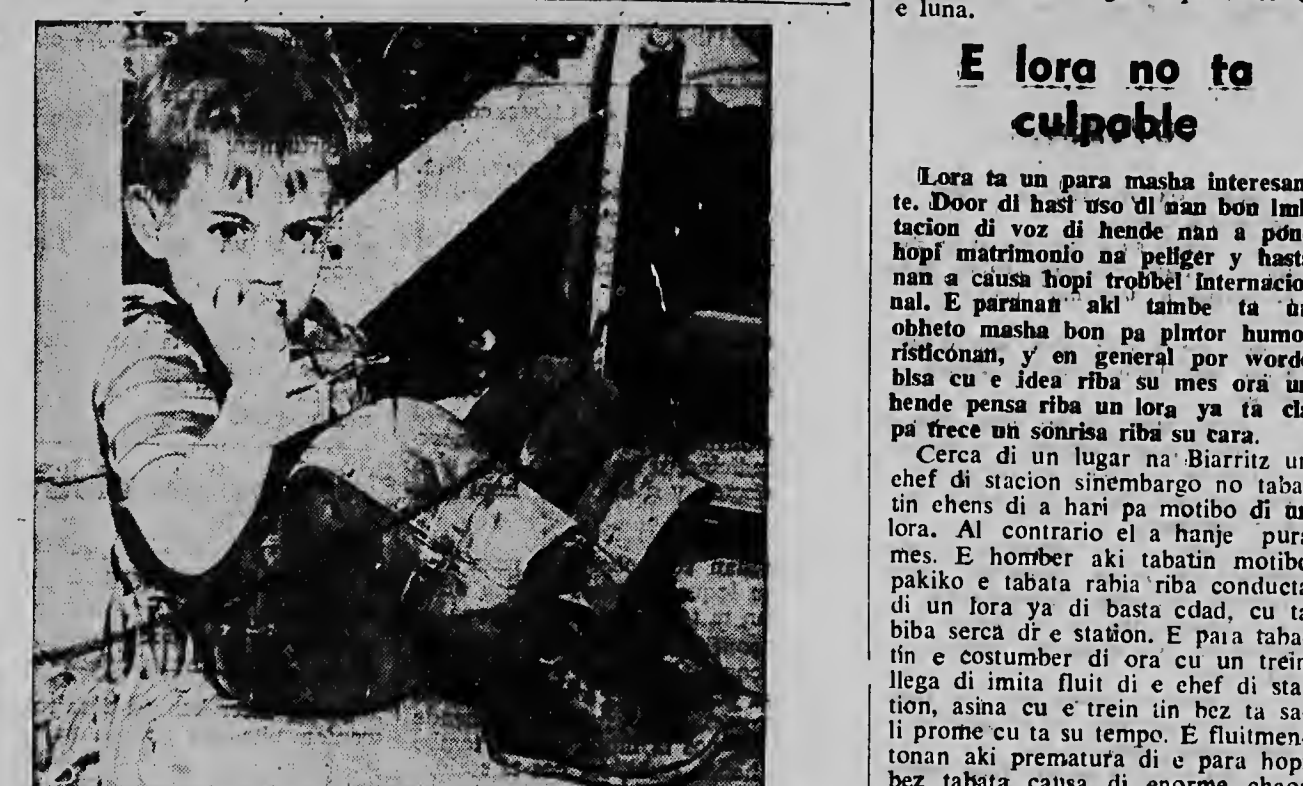 e luna.
E lora no ta
culpable
Lora ta un para masha interesan
te. Door di hasi uso di nan bon imi
tacion di voz di hende nan a pon
hopi matrimonio na peliger y hasta
nan a causa hopi trobbel internacio
nal. E paranan aki tambe ta un
obheto masha bon pa pintor humo
risticonan, y en general por worde
bisa cu e idea riba su mes ora un
hende pensa riba un lora ya ta cla
pa trece un sonrisa riba su cara.
Cerca di un lugar na Biarritz un
chef di stacion sinembargo no taba
tin chens di a hari pa motibo di un
lora. Al contrario el a hanje pura
mes. E homber aki tabatin motibo
pakiko e tabata rabia riba conducta
di un lora ya di basta edad, cu ta
biba serca di e station. E para taba
tin e costumber di ora cu un trein
llega di imita fluit di e chef di sta
tion, asina cu e trein tin bez ta sa
li prome cu ta su tempo. E fluitmen
tonan aki prematura di e para hopi
bez tabata causa di enorme chaos